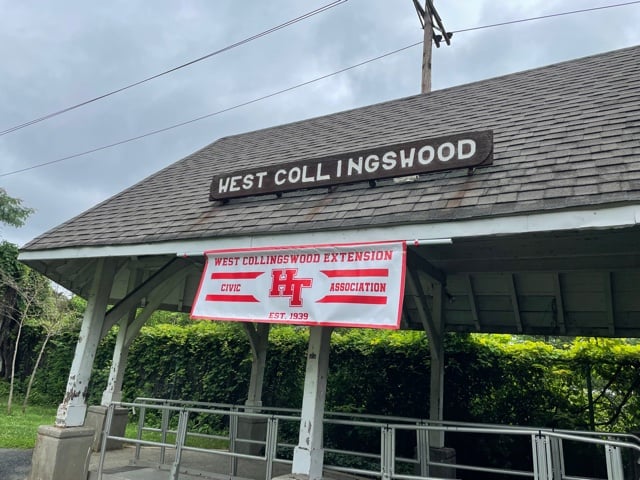 WEST COLLINGSWOOD
WEST COLLINGSWOOD EXTENSION
CIVIC HT ASSOCIATION
EST. 1939